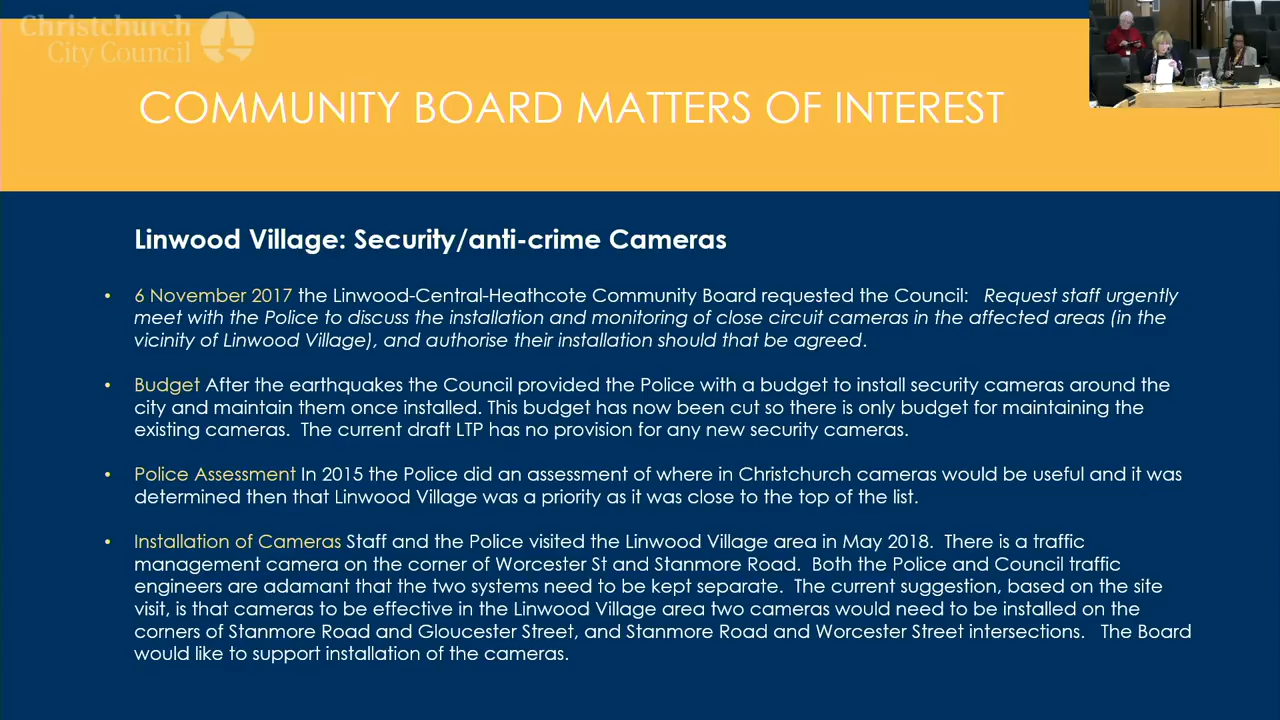 Christchurch
City Council
COMMUNITY BOARD MATTERS OF INTEREST
Linwood Village: Security/anti-crime Cameras
• 6 November 2017 the Linwood-Central-Heathcote Community Board requested the Council: Request staff urgently
meet with the Police to discuss the installation and monitoring of close circuit cameras in the affected areas (in the
vicinity of Linwood Village), and authorise their installation should that be agreed.
• Budget After the earthquakes the Council provided the Police with a budget to install security cameras around the
city and maintain them once installed. This budget has now been cut so there is only budget for maintaining the
existing cameras. The current draft LTP has no provision for any new security cameras.
• Police Assessment In 2015 the Police did an assessment of where in Christchurch cameras would be useful and it was
determined then that Linwood Village was a priority as it was close to the top of the list.
• Installation of Cameras Staff and the Police visited the Linwood Village area in May 2018. There is a traffic
management camera on the corner of Worcester St and Stanmore Road. Both the Police and Council traffic
engineers are adamant that the two systems need to be kept separate. The current suggestion, based on the site
visit, is that cameras to be effective in the Linwood Village area two cameras would need to be installed on the
corners of Stanmore Road and Gloucester Street, and Stanmore Road and Worcester Street intersections. The Board
would like to support installation of the cameras.